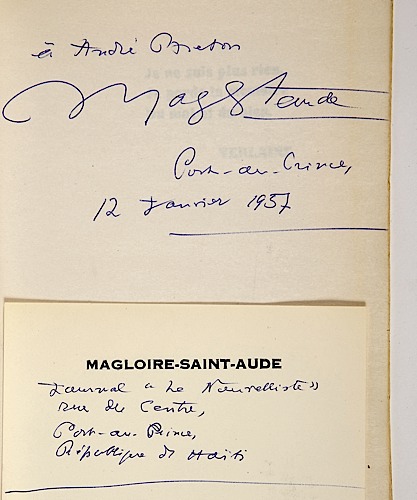 à André Breton
Mag St aude
Port-au-Prince,
12 Janvier 1957
MAGLOIRE-SAINT-AUDE
Journal "Le Nouvelliste"
rue du Centre,
Port-au-Prince,
République d'Haïti